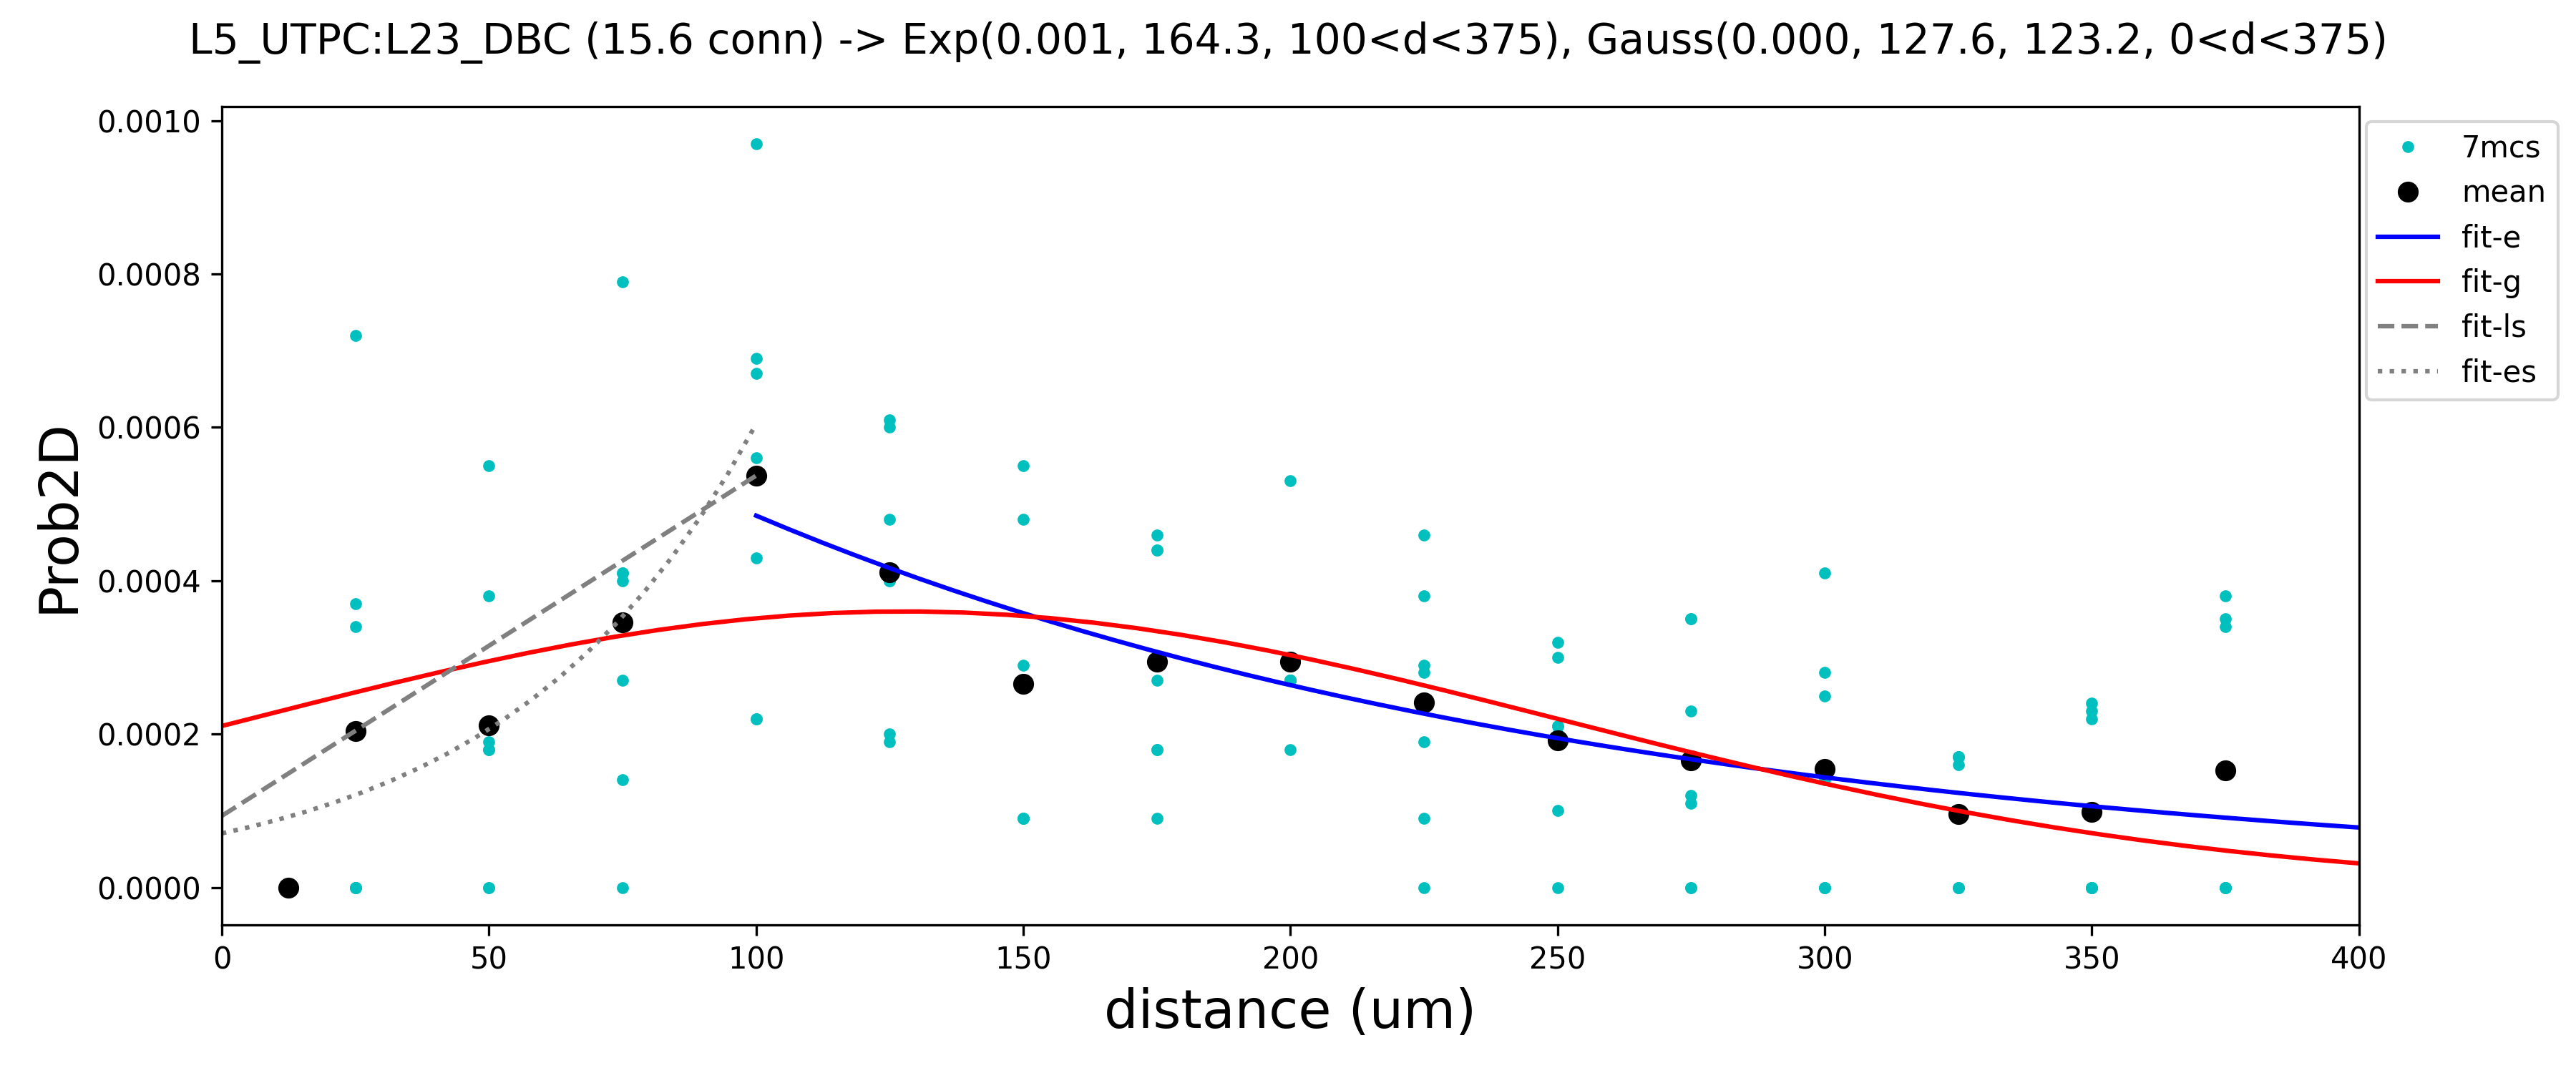 L5_UTPC:L23_DBC (15.6 conn) -> Exp(0.001, 164.3, 100<d<375), Gauss(0.000, 127.6, 123.2, 0<d<375)
0.0010
0.0008
0.0006
0.0004
0.0002
0.0000
Prob2D
0 50 100 150 200 250 300 350 400
distance (um)
7mcs
mean
fit-e
fit-g
fit-ls
fit-es